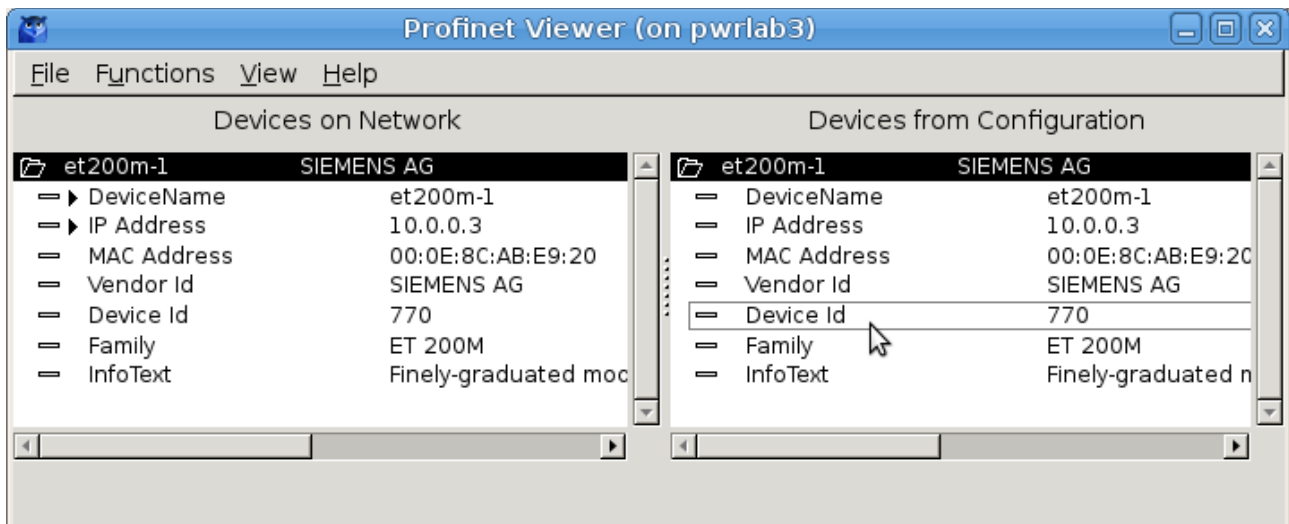 Profinet Viewer (on pwrlab3)
File Functions View Help
Devices on Network
et200m-1 SIEMENS AG
DeviceName et200m-1
IP Address 10.0.0.3
MAC Address 00:0E:8C:AB:E9:20
Vendor Id SIEMENS AG
Device Id 770
Family ET 200M
InfoText Finely-graduated moc
Devices from Configuration
et200m-1 SIEMENS AG
DeviceName et200m-1
IP Address 10.0.0.3
MAC Address 00:0E:8C:AB:E9:20
Vendor Id SIEMENS AG
Device Id 770
Family ET 200M
InfoText Finely-graduated